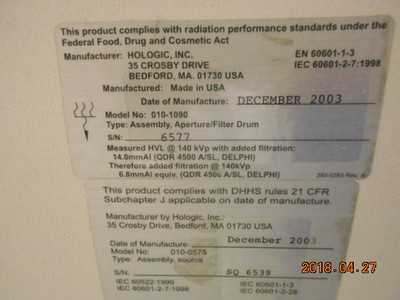 This product complies with radiation performance standards under the
Federal Food, Drug and Cosmetic Act
Manufacturer: HOLOGIC, INC. EN 60601-1-3
35 CROSBY DRIVE IEC 60601-2-7:1998
BEDFORD, MA. 01730 USA
Manufactured: Made in USA
Date of Manufacture: DECEMBER 2003
Model No: 010-1090
Type: Assembly, Aperture/Filter Drum
S/N: 6577
Measured HVL @ 140 kVp with added filtration:
14.0mmAl (QDR 4500 A/SL, DELPHI)
Therefore added filtration @ 140kVp
6.8mmAl equiv. (QDR 4500 A/SL, DELPHI)
Rev. A
This product complies with DHHS rules 21 CFR
Subchapter J applicable on date of manufacture.
Manufactured by Hologic, Inc.:
35 Crosby Drive, Bedford, MA 01730 USA
Date of Manufacture: December 2003
Model No: 010-0575
Type: Assembly, source
S/N: SQ 6539
IEC 60522:1999 IEC 60601-1-3
IEC 60601-2-7:1998 IEC 60601-2-28
2018.04.27